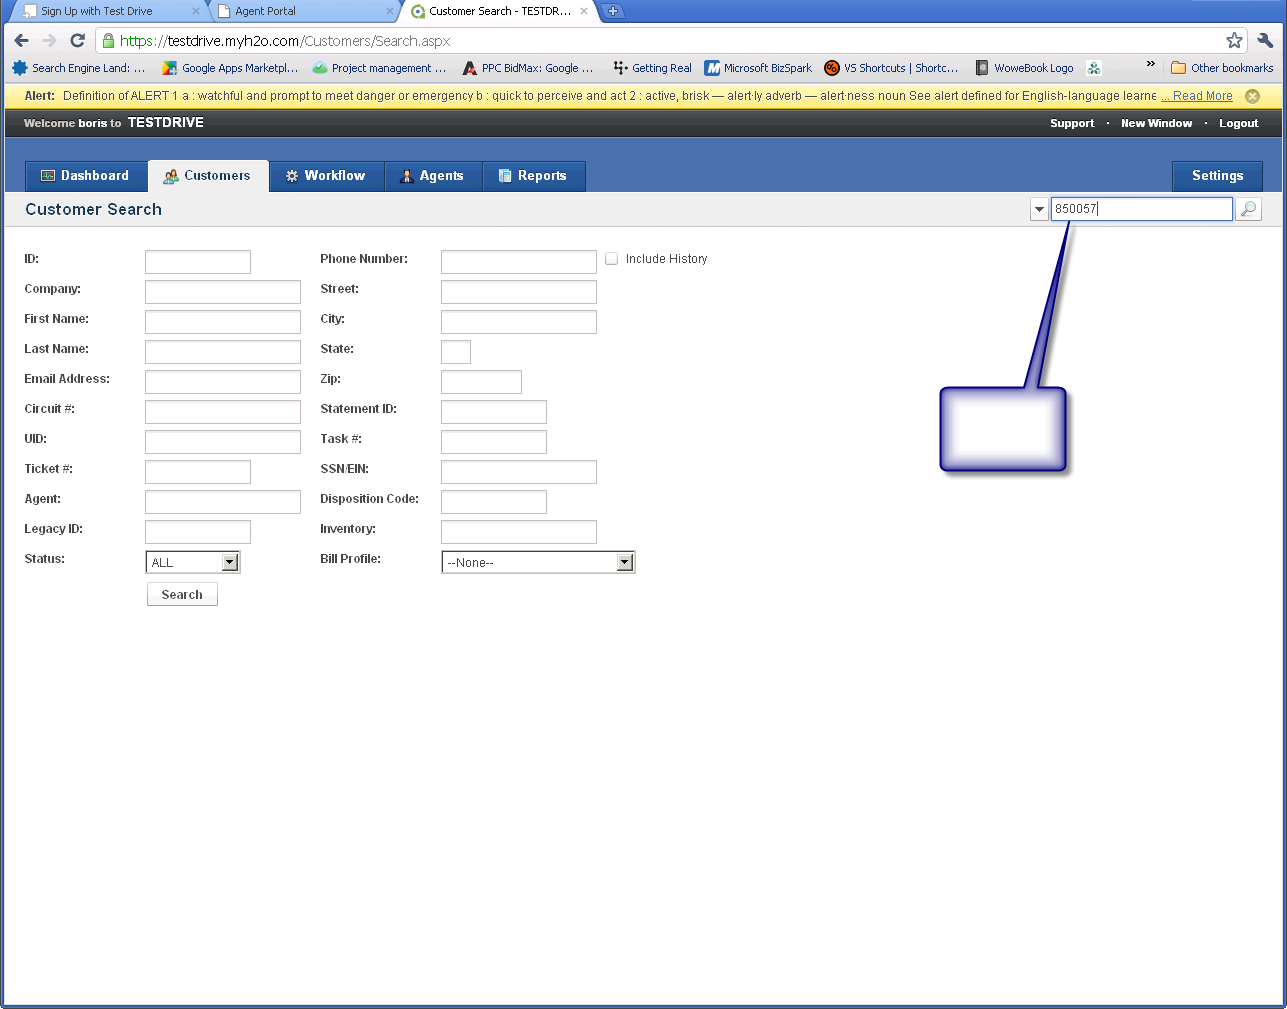 Sign Up with Test Drive
Agent Portal
Customer Search - TESTDR...
https://testdrive.myh2o.com/Customers/Search.aspx
Search Engine Land: ...
Google Apps Marketpl...
Project management ...
PPC BidMax: Google ...
Getting Real
Microsoft BizSpark
VS Shortcuts | Shortc...
WoweBook Logo
»
Other bookmarks
Alert: Definition of ALERT 1 a : watchful and prompt to meet danger or emergency b : quick to perceive and act 2 : active, brisk — alert·ly adverb — alert·ness noun See alert defined for English-language learne ... Read More
Welcome boris to TESTDRIVE
Support · New Window · Logout
Dashboard
Customers
Workflow
Agents
Reports
Settings
Customer Search
850057
ID:
Phone Number:
Include History
Company:
Street:
First Name:
City:
Last Name:
State:
Email Address:
Zip:
Circuit #:
Statement ID:
UID:
Task #:
Ticket #:
SSN/EIN:
Agent:
Disposition Code:
Legacy ID:
Inventory:
Status:
ALL
Bill Profile:
--None--
Search